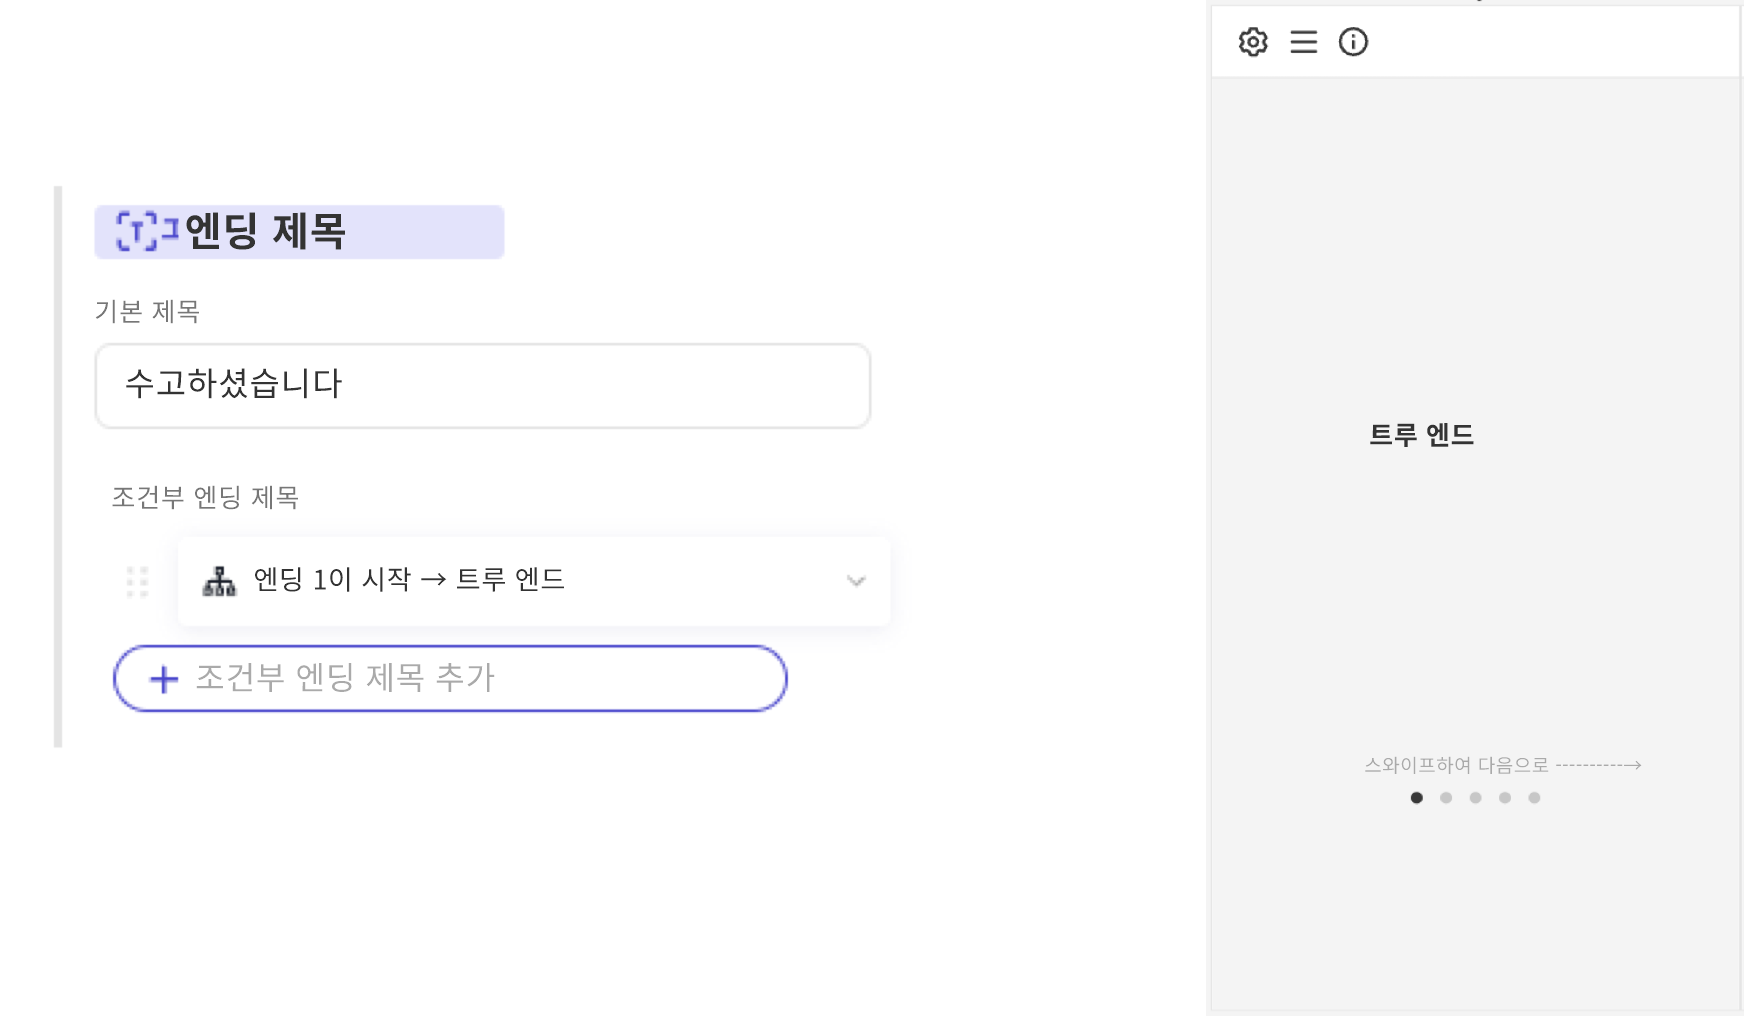 엔딩 제목
기본 제목
수고하셨습니다
조건부 엔딩 제목
엔딩 1이 시작 → 트루 엔드
+ 조건부 엔딩 제목 추가
트루 엔드
스와이프하여 다음으로 ----------→